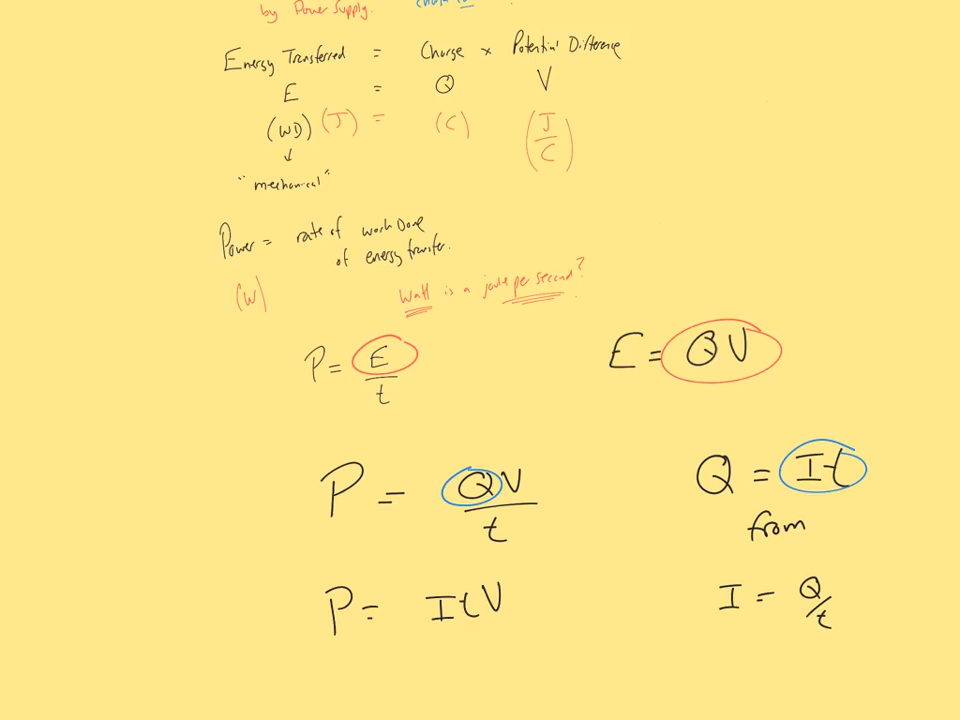 by Power Supply.
Energy Transferred = Charge x Potential Difference
E = Q V
(WD) (J) = (C) (J/C)
↓
"mechanical"
Power = rate of work Done
of energy transfer.
(W) Watt is a joule per second?
P = E/t E = QV
P = QV/t Q = It
from
P = ItV I = Q/t